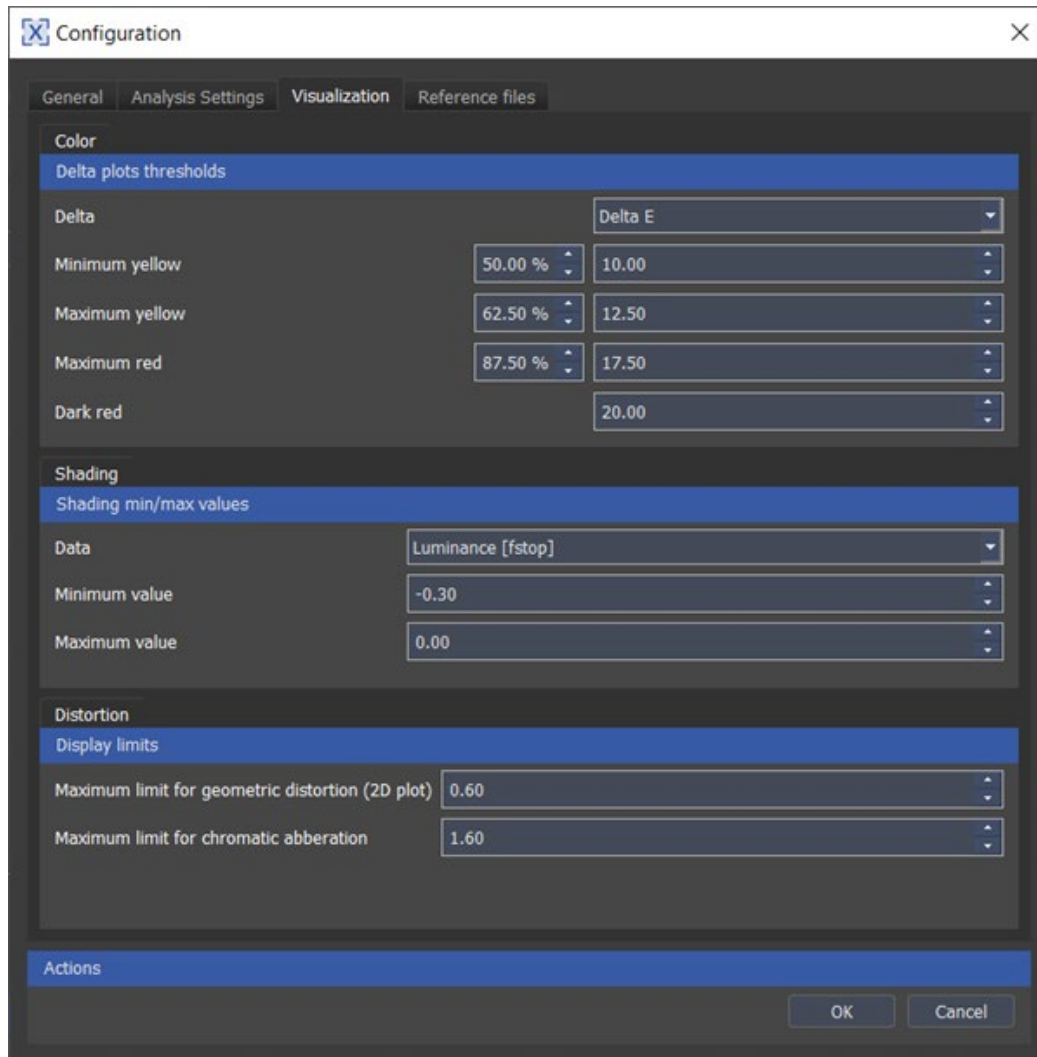 Configuration
General Analysis Settings Visualization Reference files
Color
Delta plots thresholds
Delta Delta E
Minimum yellow 50.00 % 10.00
Maximum yellow 62.50 % 12.50
Maximum red 87.50 % 17.50
Dark red 20.00
Shading
Shading min/max values
Data Luminance [fstop]
Minimum value -0.30
Maximum value 0.00
Distortion
Display limits
Maximum limit for geometric distortion (2D plot) 0.60
Maximum limit for chromatic abberation 1.60
Actions
OK Cancel